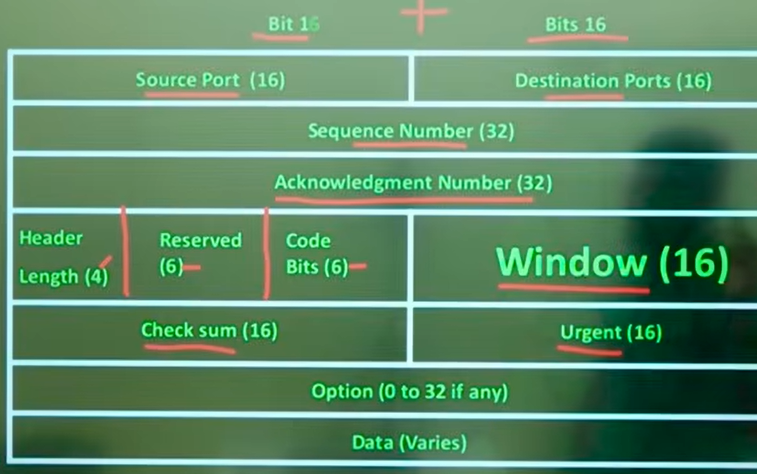 Bit 16 Bits 16
Source Port (16) Destination Ports (16)
Sequence Number (32)
Acknowledgment Number (32)
Header Reserved Code
Length (4) (6) Bits (6) Window (16)
Check sum (16) Urgent (16)
Option (0 to 32 if any)
Data (Varies)